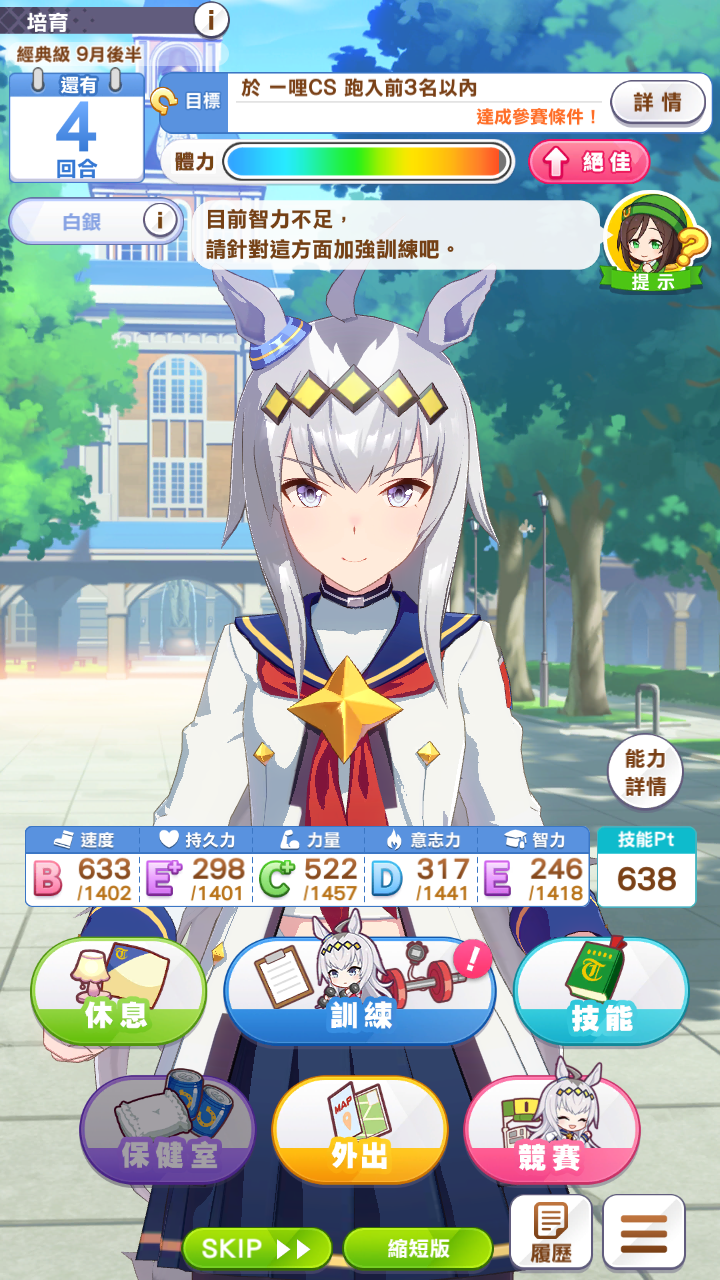 培育
i
經典級 9月後半
還有
4
回合
目標
於 一哩CS 跑入前3名以內
達成參賽條件！
詳情
體力
絕佳
白銀
i
目前智力不足，
請針對這方面加強訓練吧。
?
提示
能力
詳情
速度 持久力 力量 意志力 智力 技能Pt
B 633 /1402
E+ 298 /1401
C+ 522 /1457
D 317 /1441
E 246 /1418
638
休息
訓練
!
技能
保健室
MAP
外出
競賽
SKIP
縮短版
履歷